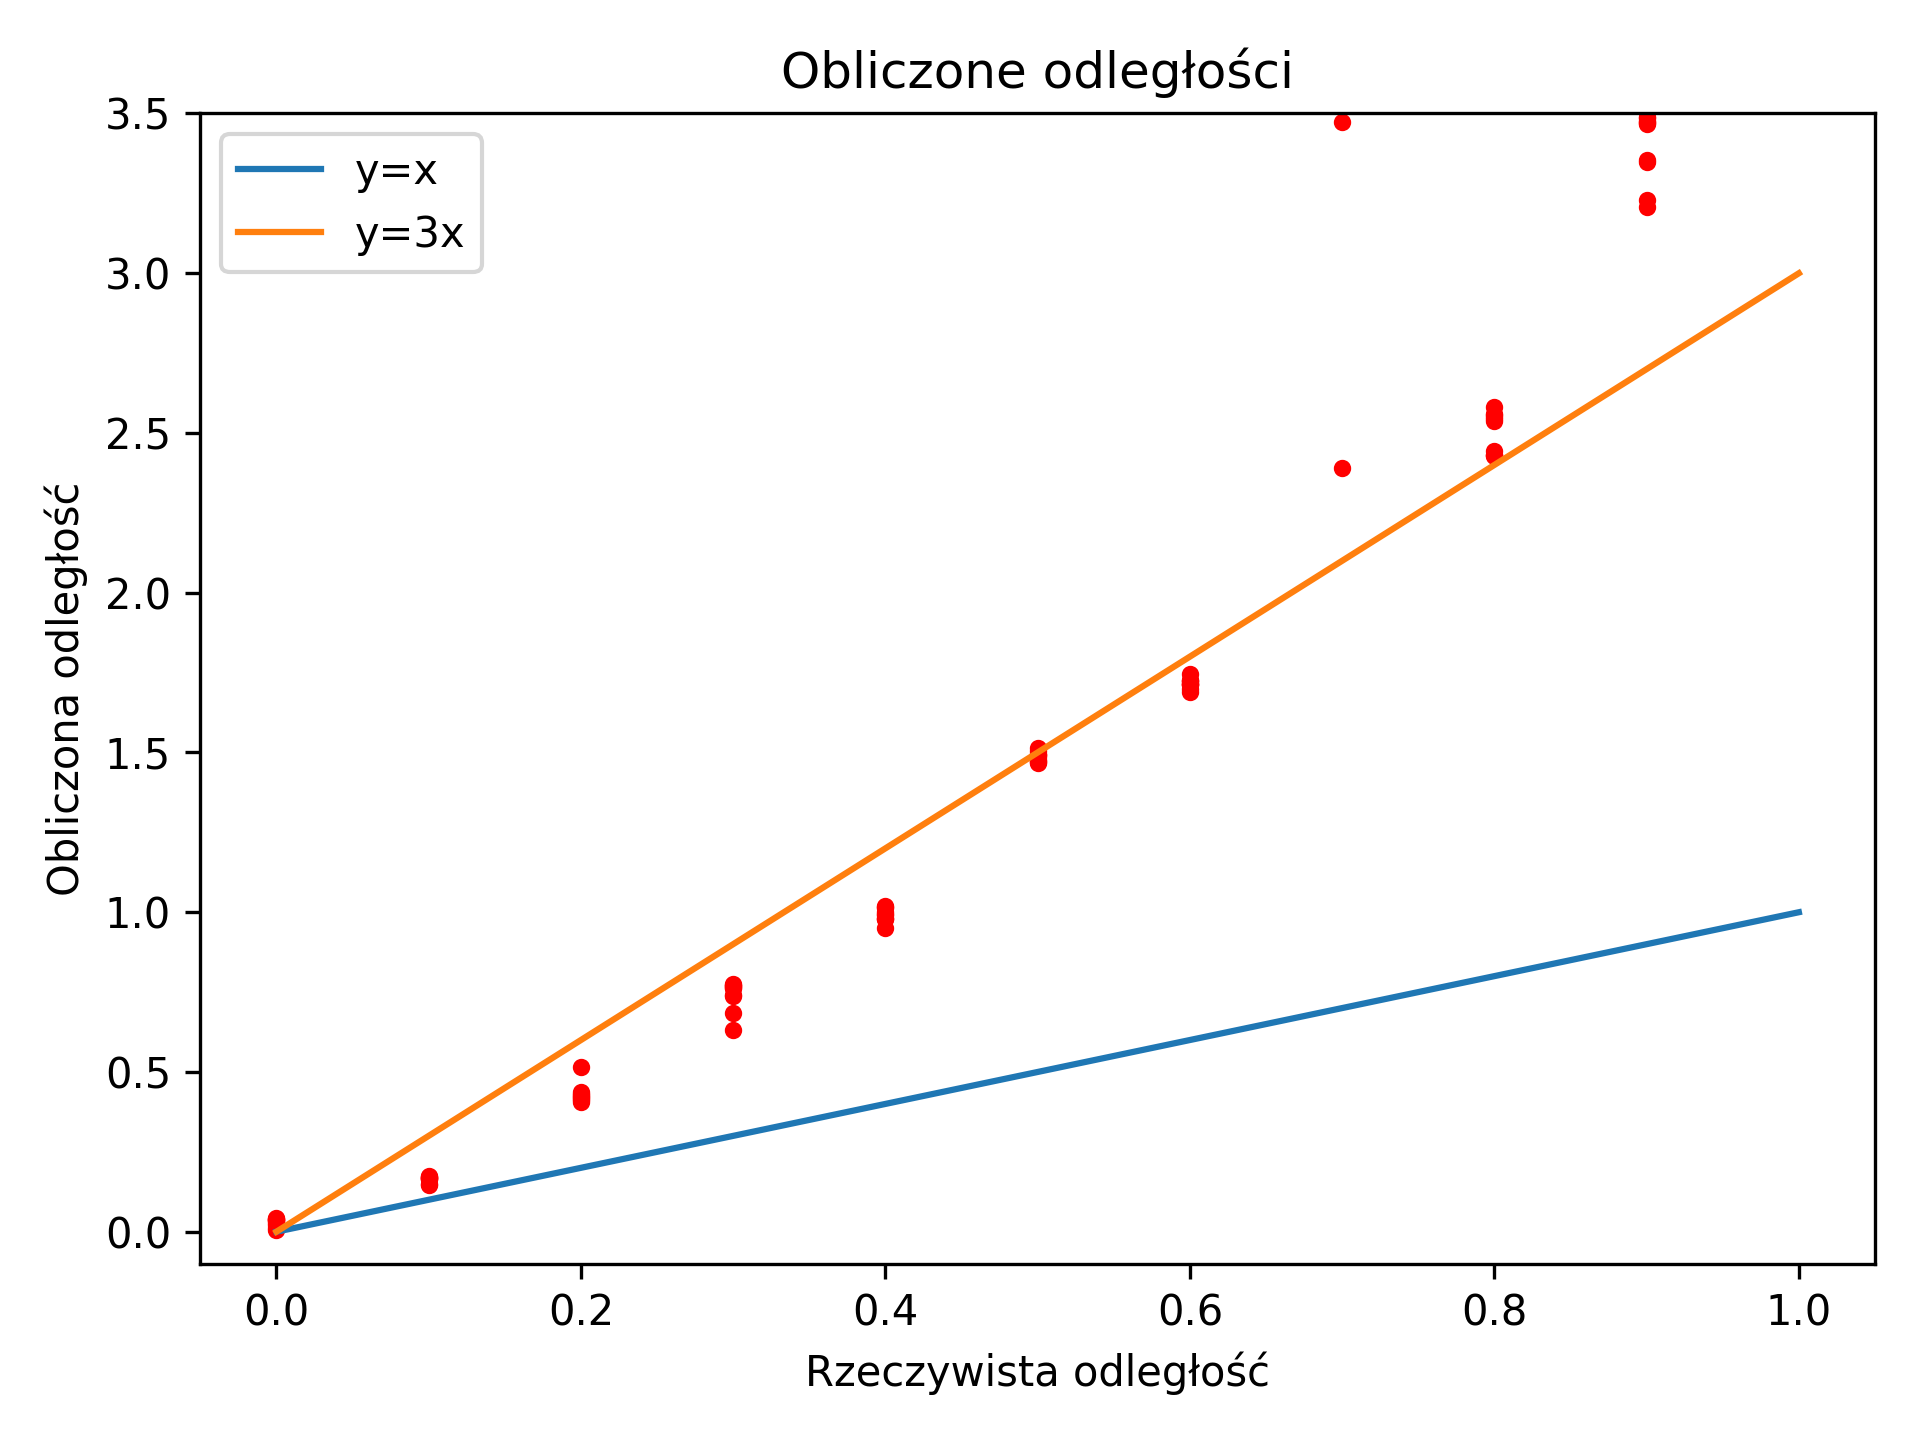 Obliczone odległości
y=x
y=3x
3.5
3.0
2.5
2.0
1.5
1.0
0.5
0.0
Obliczona odległość
0.0 0.2 0.4 0.6 0.8 1.0
Rzeczywista odległość